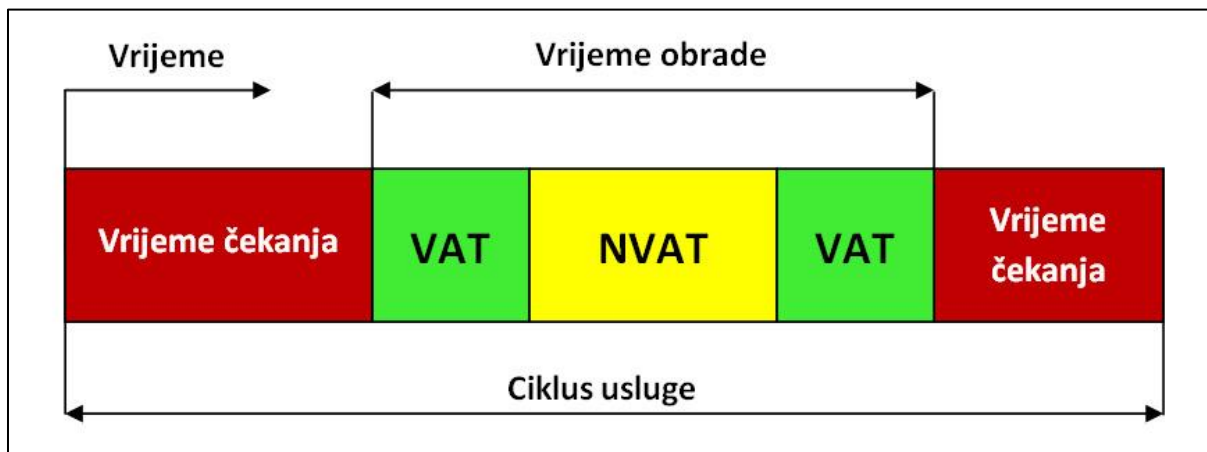 Vrijeme
Vrijeme obrade
Vrijeme čekanja
VAT
NVAT
VAT
Vrijeme
čekanja
Ciklus usluge